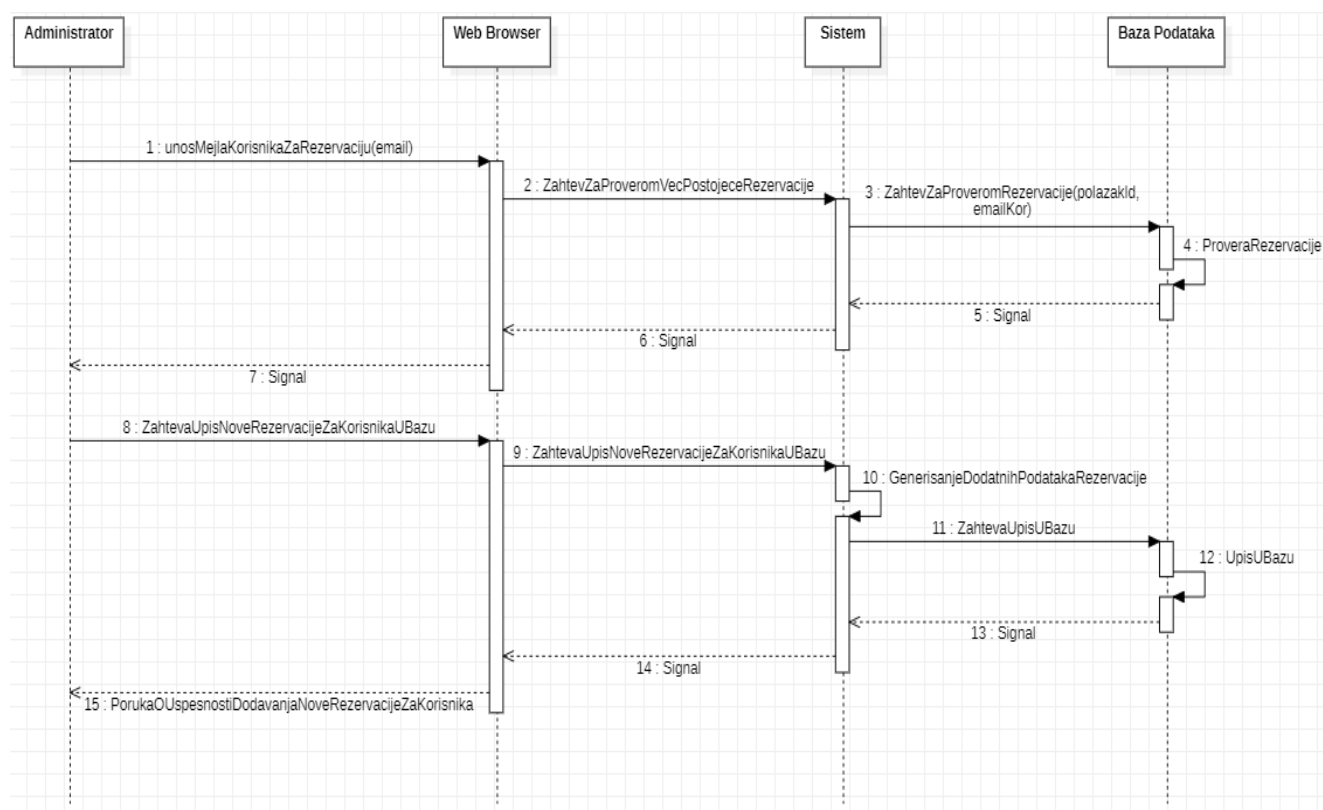 Administrator
Web Browser
Sistem
Baza Podataka
1 : unosMejlaKorisnikaZaRezervaciju(email)
2 : ZahtevZaProveromVecPostojeceRezervacije
3 : ZahtevZaProveromRezervacije(polazakId,
emailKor)
4 : ProveraRezervacije
5 : Signal
6 : Signal
7 : Signal
8 : ZahtevaUpisNoveRezervacijeZaKorisnikaUBazu
9 : ZahtevaUpisNoveRezervacijeZaKorisnikaUBazu
10 : GenerisanjeDodatnihPodatakaRezervacije
11 : ZahtevaUpisUBazu
12 : UpisUBazu
13 : Signal
14 : Signal
15 : PorukaOUspesnostiDodavanjaNoveRezervacijeZaKorisnika